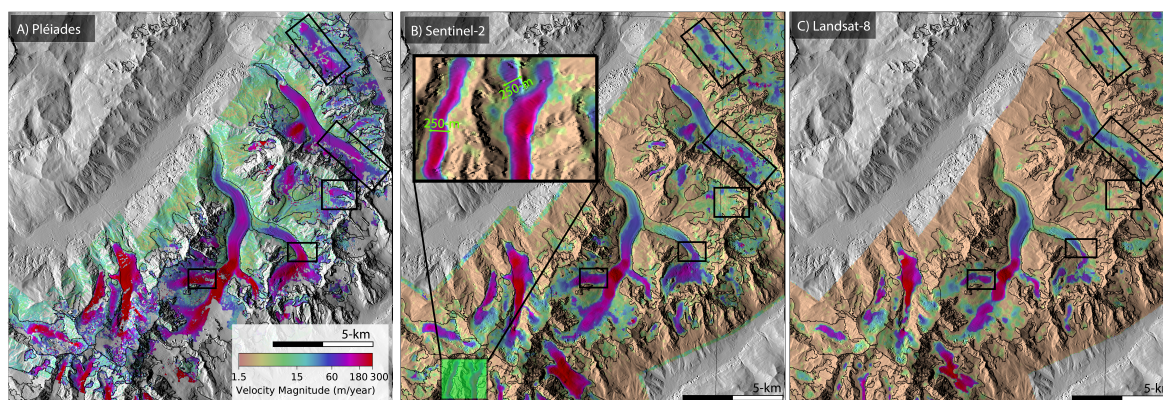 A) Pléiades
B) Sentinel-2
C) Landsat-8
250-m
250-m
5-km
1.5 15 60 180 300
Velocity Magnitude (m/year)
5-km
5-km